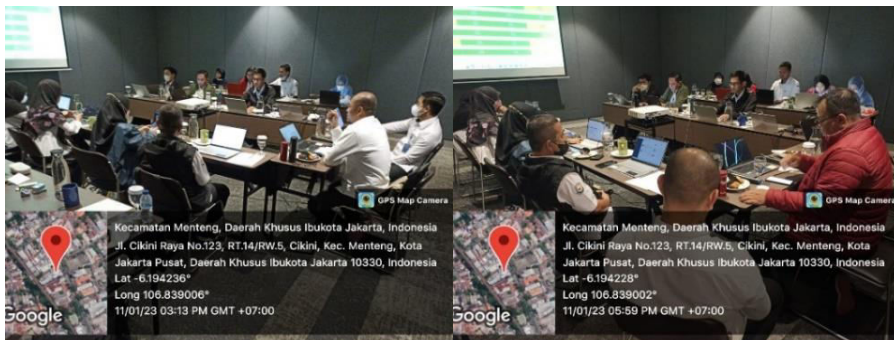 GPS Map Camera
Kecamatan Menteng, Daerah Khusus Ibukota Jakarta, Indonesia
Jl. Cikini Raya No.123, RT.14/RW.5, Cikini, Kec. Menteng, Kota
Jakarta Pusat, Daerah Khusus Ibukota Jakarta 10330, Indonesia
Lat -6.194236°
Long 106.839006°
11/01/23 03:13 PM GMT +07:00
Google
GPS Map Camera
Kecamatan Menteng, Daerah Khusus Ibukota Jakarta, Indonesia
Jl. Cikini Raya No.123, RT.14/RW.5, Cikini, Kec. Menteng, Kota
Jakarta Pusat, Daerah Khusus Ibukota Jakarta 10330, Indonesia
Lat -6.194228°
Long 106.839002°
11/01/23 05:59 PM GMT +07:00
Google